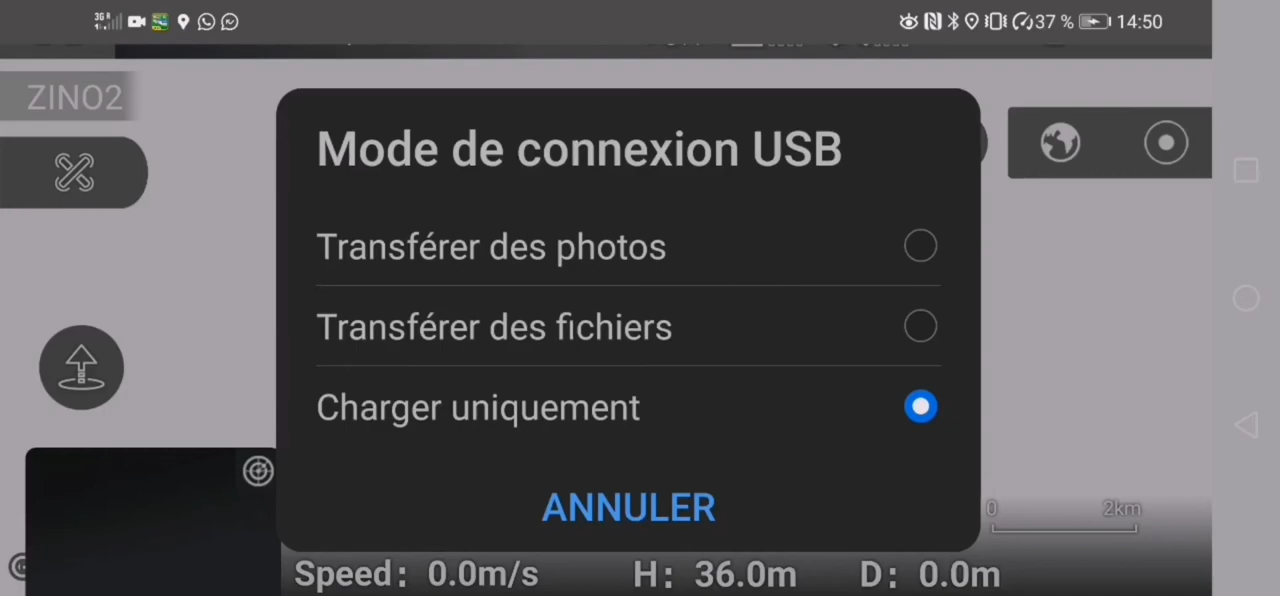 3G R
37 % 14:50
ZINO2
Mode de connexion USB
Transférer des photos
Transférer des fichiers
Charger uniquement
ANNULER
0 2km
Speed: 0.0m/s H: 36.0m D: 0.0m